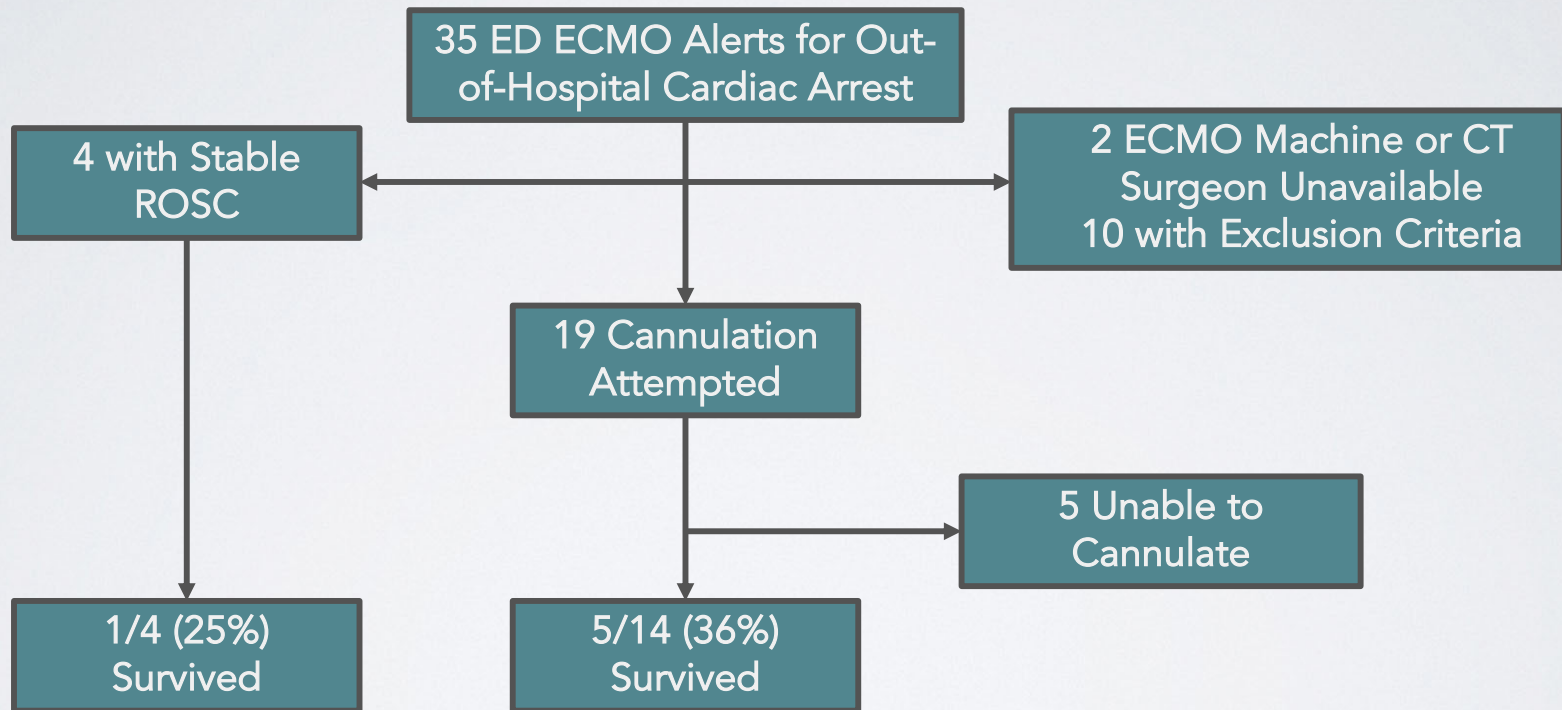 35 ED ECMO Alerts for Out-
of-Hospital Cardiac Arrest
4 with Stable
ROSC
2 ECMO Machine or CT
Surgeon Unavailable
10 with Exclusion Criteria
19 Cannulation
Attempted
5 Unable to
Cannulate
1/4 (25%)
Survived
5/14 (36%)
Survived